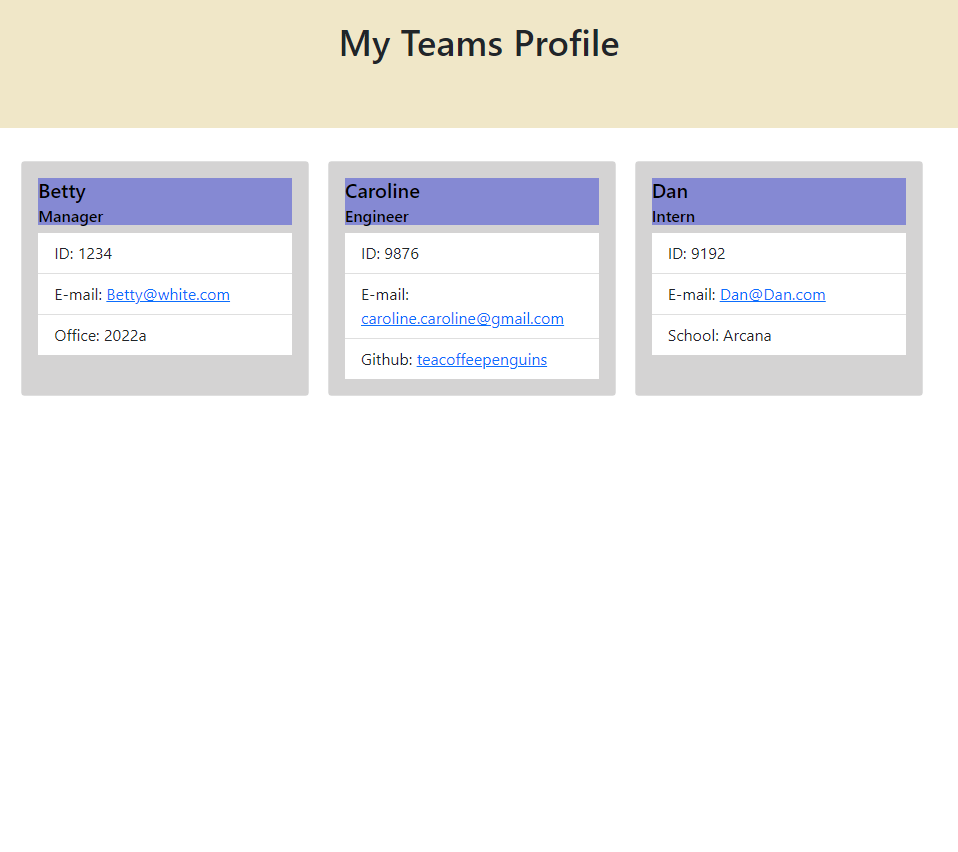 My Teams Profile
Betty
Manager
ID: 1234
E-mail: Betty@white.com
Office: 2022a
Caroline
Engineer
ID: 9876
E-mail:
caroline.caroline@gmail.com
Github: teacoffeepenguins
Dan
Intern
ID: 9192
E-mail: Dan@Dan.com
School: Arcana